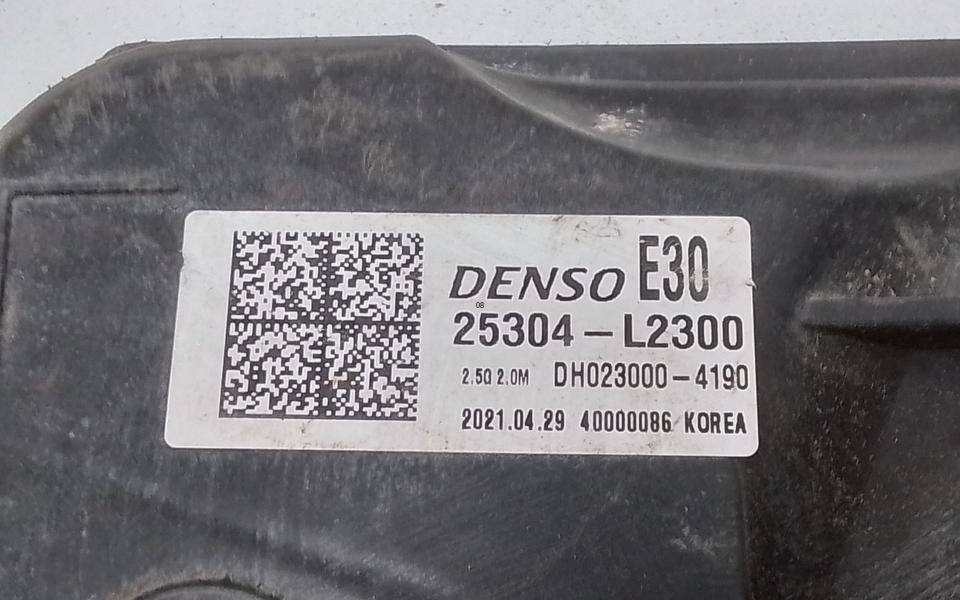 DENSO E30
08
25304-L2300
2.5Ω 2.0M DH023000-4190
2021.04.29 40000086 KOREA